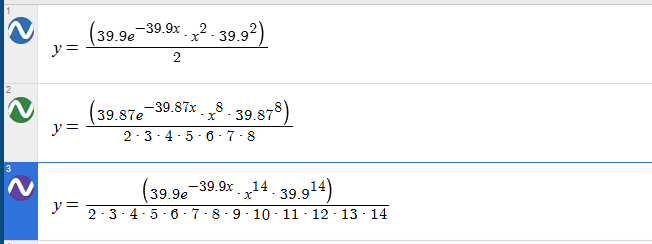 1
y = (39.9e^{-39.9x} · x^2 · 39.9^2) / 2
2
y = (39.87e^{-39.87x} · x^8 · 39.87^8) / 2 · 3 · 4 · 5 · 6 · 7 · 8
3
y = (39.9e^{-39.9x} · x^{14} · 39.9^{14}) / 2 · 3 · 4 · 5 · 6 · 7 · 8 · 9 · 10 · 11 · 12 · 13 · 14